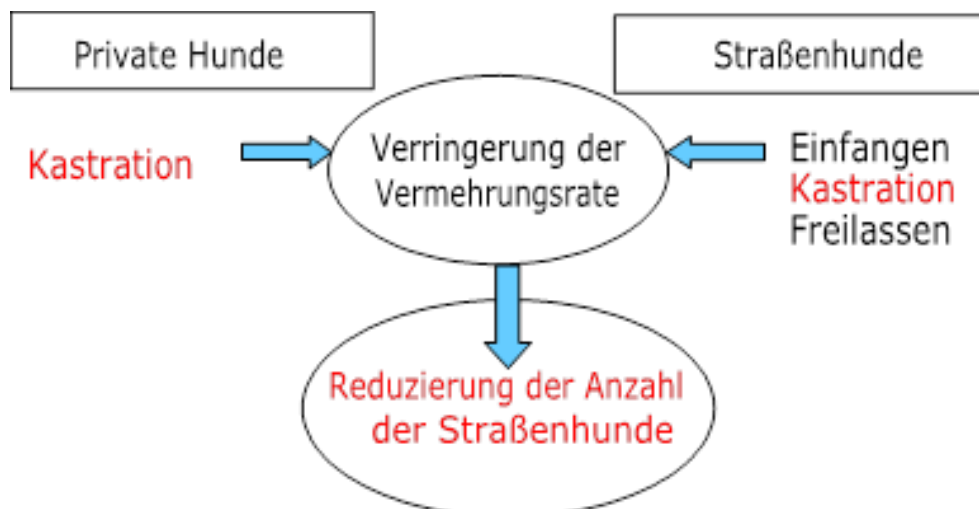 Private Hunde
Straßenhunde
Kastration
Verringerung der
Vermehrungsrate
Einfangen
Kastration
Freilassen
Reduzierung der Anzahl
der Straßenhunde